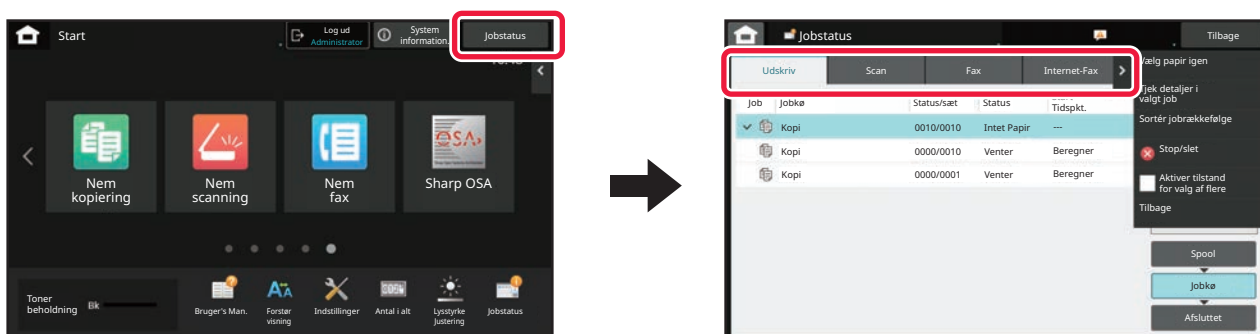 Start
Log ud
Administrator
System
information
Jobstatus
OSA
Nem
kopiering
Nem
scanning
Nem
fax
Sharp OSA
Toner
beholdning
Bk
Bruger's Man.
Forstør
visning
Indstillinger
Antal i alt
Lysstyrke
Justering
Jobstatus
Jobstatus
Tilbage
Udskriv
Scan
Fax
Internet-Fax
Vælg papir igen
Tjek detaljer i
valgt job
Sortér jobrækkefølge
Stop/slet
Aktiver tilstand
for valg af flere
Tilbage
Job
Jobkø
Status/sæt
Status
Tidspkt.
Kopi
0010/0010
Intet Papir
---
Kopi
0000/0010
Venter
Beregner
Kopi
0000/0001
Venter
Beregner
Spool
Jobkø
Afsluttet